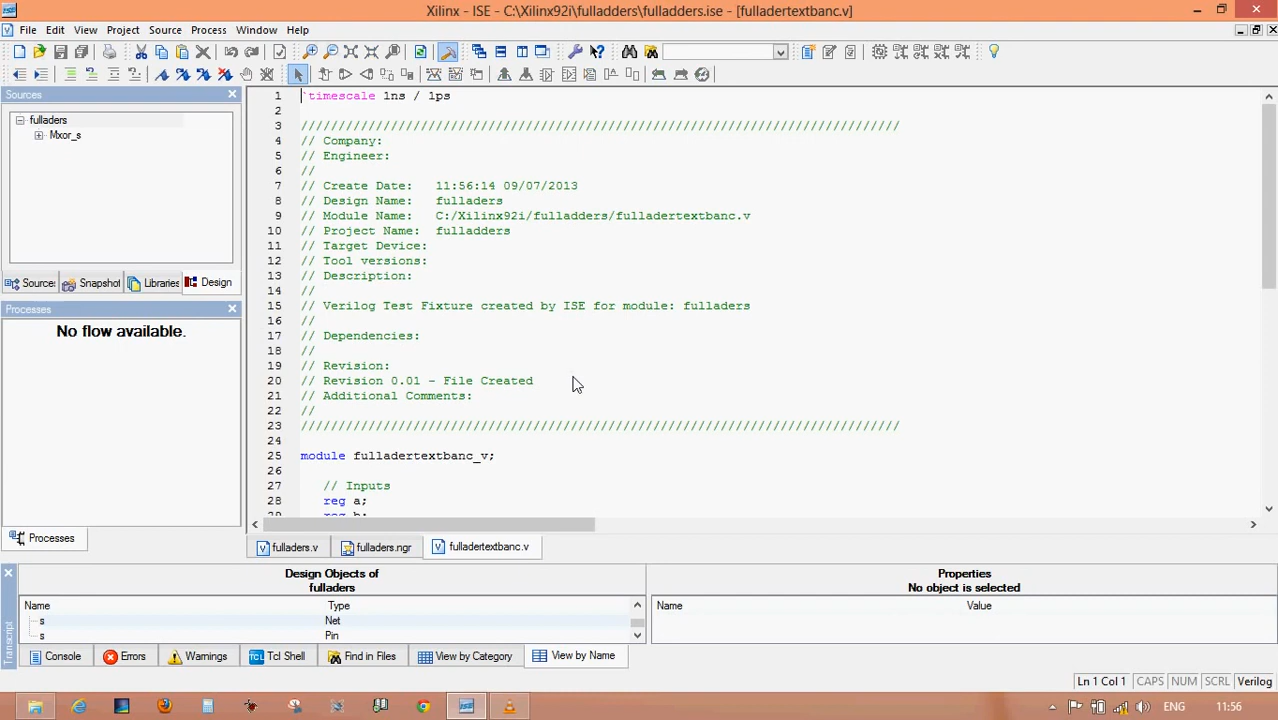 Xilinx - ISE - C:\Xilinx92i\fulladders\fulladders.ise - [fulladertextbanc.v]
File Edit View Project Source Process Window Help
Sources
fulladers
Mxor_s
Source Snapshot Libraries Design
Processes
No flow available.
Processes
1 `timescale 1ns / 1ps
2
3 ////////////////////////////////////////////////////////////////////////////////
4 // Company:
5 // Engineer:
6 //
7 // Create Date: 11:56:14 09/07/2013
8 // Design Name: fulladers
9 // Module Name: C:/Xilinx92i/fulladders/fulladertextbanc.v
10 // Project Name: fulladders
11 // Target Device:
12 // Tool versions:
13 // Description:
14 //
15 // Verilog Test Fixture created by ISE for module: fulladers
16 //
17 // Dependencies:
18 //
19 // Revision:
20 // Revision 0.01 - File Created
21 // Additional Comments:
22 //
23 ////////////////////////////////////////////////////////////////////////////////
24
25 module fulladertextbanc_v;
26
27 // Inputs
28 reg a;
29 reg b;
fulladers.v fulladers.ngr fulladertextbanc.v
Transcript
Design Objects of
fulladers
Name Type
s Net
s Pin
Properties
No object is selected
Name Value
Console Errors Warnings Tcl Shell Find in Files View by Category View by Name
Ln 1 Col 1 CAPS NUM SCRL Verilog
ENG 11:56